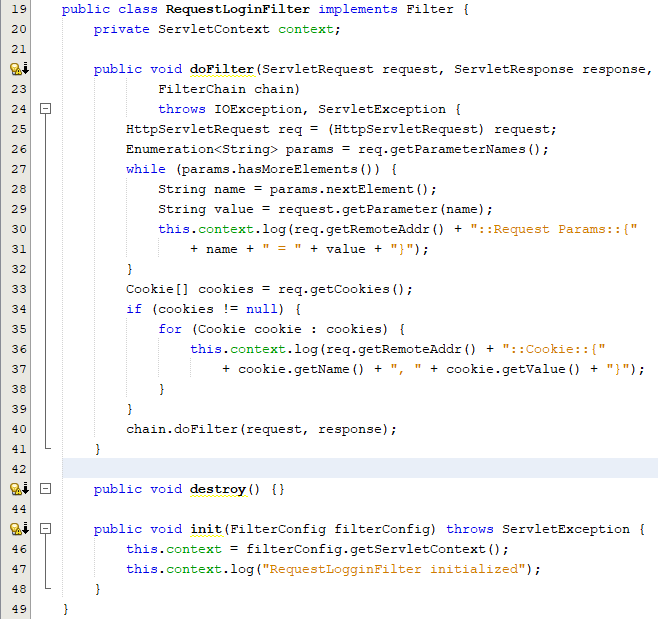 19 public class RequestLoginFilter implements Filter {
20     private ServletContext context;
21
    public void doFilter(ServletRequest request, ServletResponse response,
23             FilterChain chain)
24             throws IOException, ServletException {
25         HttpServletRequest req = (HttpServletRequest) request;
26         Enumeration<String> params = req.getParameterNames();
27         while (params.hasMoreElements()) {
28             String name = params.nextElement();
29             String value = request.getParameter(name);
30             this.context.log(req.getRemoteAddr() + "::Request Params::{"
31                 + name + " = " + value + "}");
32         }
33         Cookie[] cookies = req.getCookies();
34         if (cookies != null) {
35             for (Cookie cookie : cookies) {
36                 this.context.log(req.getRemoteAddr() + "::Cookie::{"
37                     + cookie.getName() + ", " + cookie.getValue() + "}");
38             }
39         }
40         chain.doFilter(request, response);
41     }
42
    public void destroy() {}
44
    public void init(FilterConfig filterConfig) throws ServletException {
46         this.context = filterConfig.getServletContext();
47         this.context.log("RequestLogginFilter initialized");
48     }
49 }